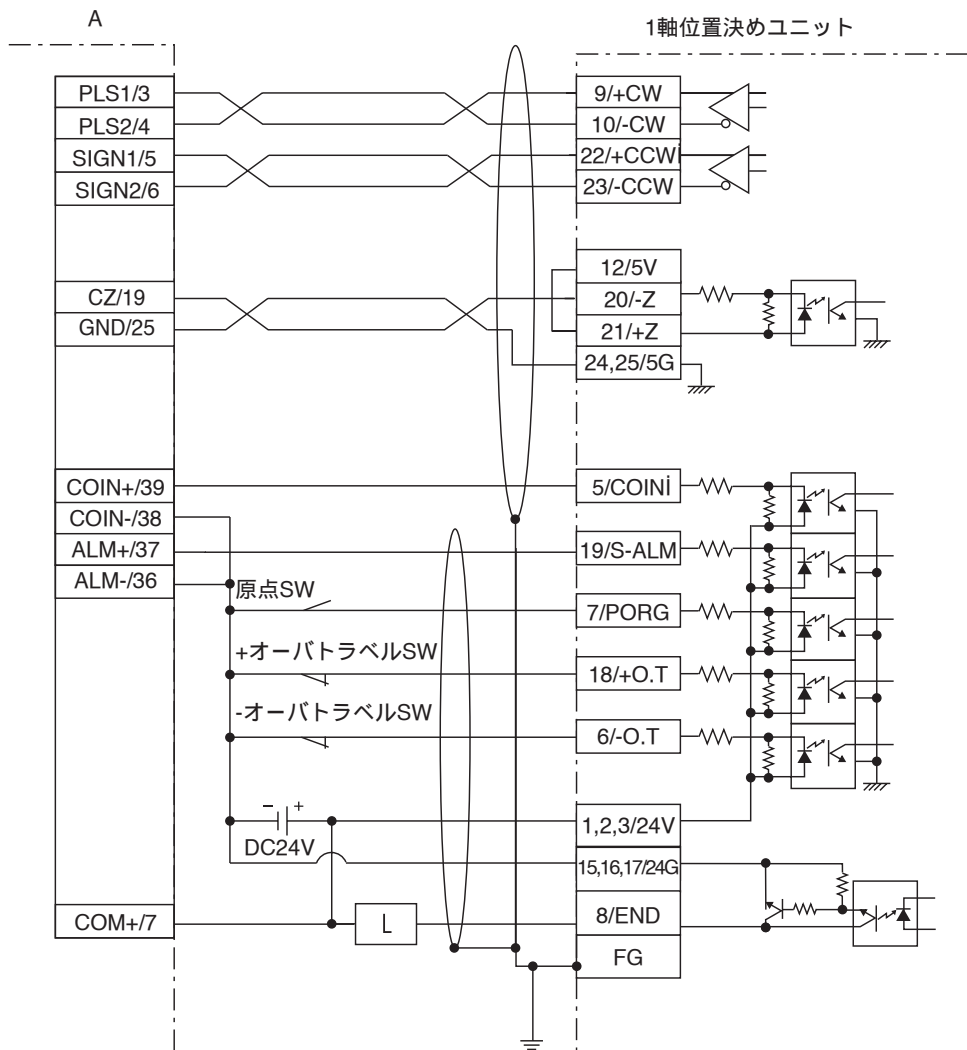 A
1軸位置決めユニット
PLS1/3
PLS2/4
SIGN1/5
SIGN2/6
9/+CW
10/-CW
22/+CCWi
23/-CCW
CZ/19
GND/25
12/5V
20/-Z
21/+Z
24,25/5G
COIN+/39
COIN-/38
ALM+/37
ALM-/36
5/COINi
19/S-ALM
原点SW
7/PORG
+オーバトラベルSW
18/+O.T
-オーバトラベルSW
6/-O.T
- +
DC24V
1,2,3/24V
15,16,17/24G
COM+/7
L
8/END
FG